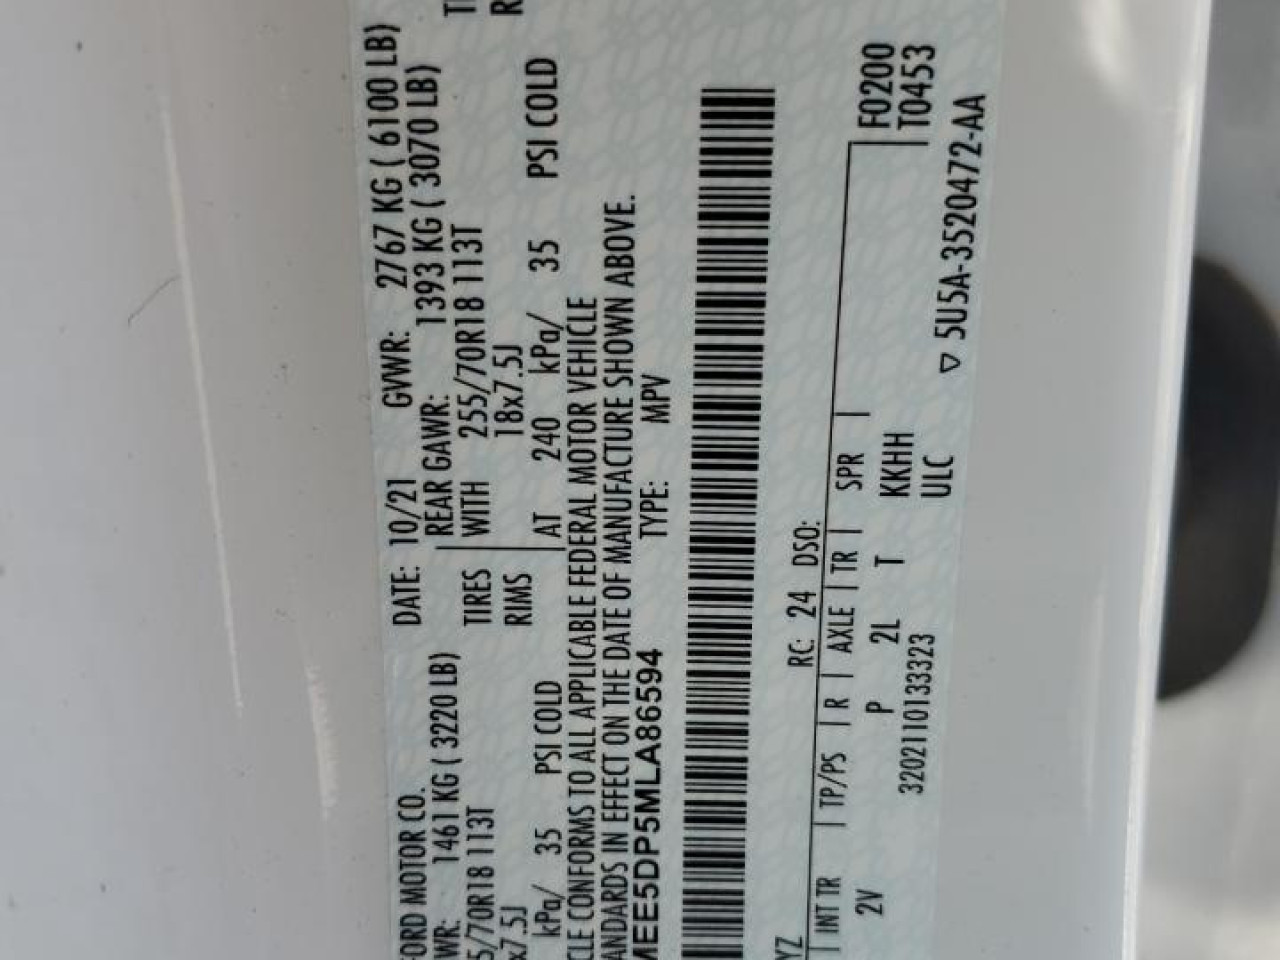 FORD MOTOR CO. DATE: 10/21 GVWR: 2767 KG ( 6100 LB)
WR: 1461 KG ( 3220 LB) REAR GAWR: 1393 KG ( 3070 LB)
5/70R18 113T TIRES WITH 255/70R18 113T
x7.5J RIMS 18x7.5J
kPa/ 35 PSI COLD AT 240 kPa/ 35 PSI COLD
CLE CONFORMS TO ALL APPLICABLE FEDERAL MOTOR VEHICLE
ANDARDS IN EFFECT ON THE DATE OF MANUFACTURE SHOWN ABOVE.
MEE5DP5MLA86594 TYPE: MPV
YZ RC: 24 DSO:
INT TR | TP/PS | R | AXLE | TR | SPR | F0200
2V P 2L T KKHH T0453
3202110133323 ULC
▽ 5U5A-3520472-AA